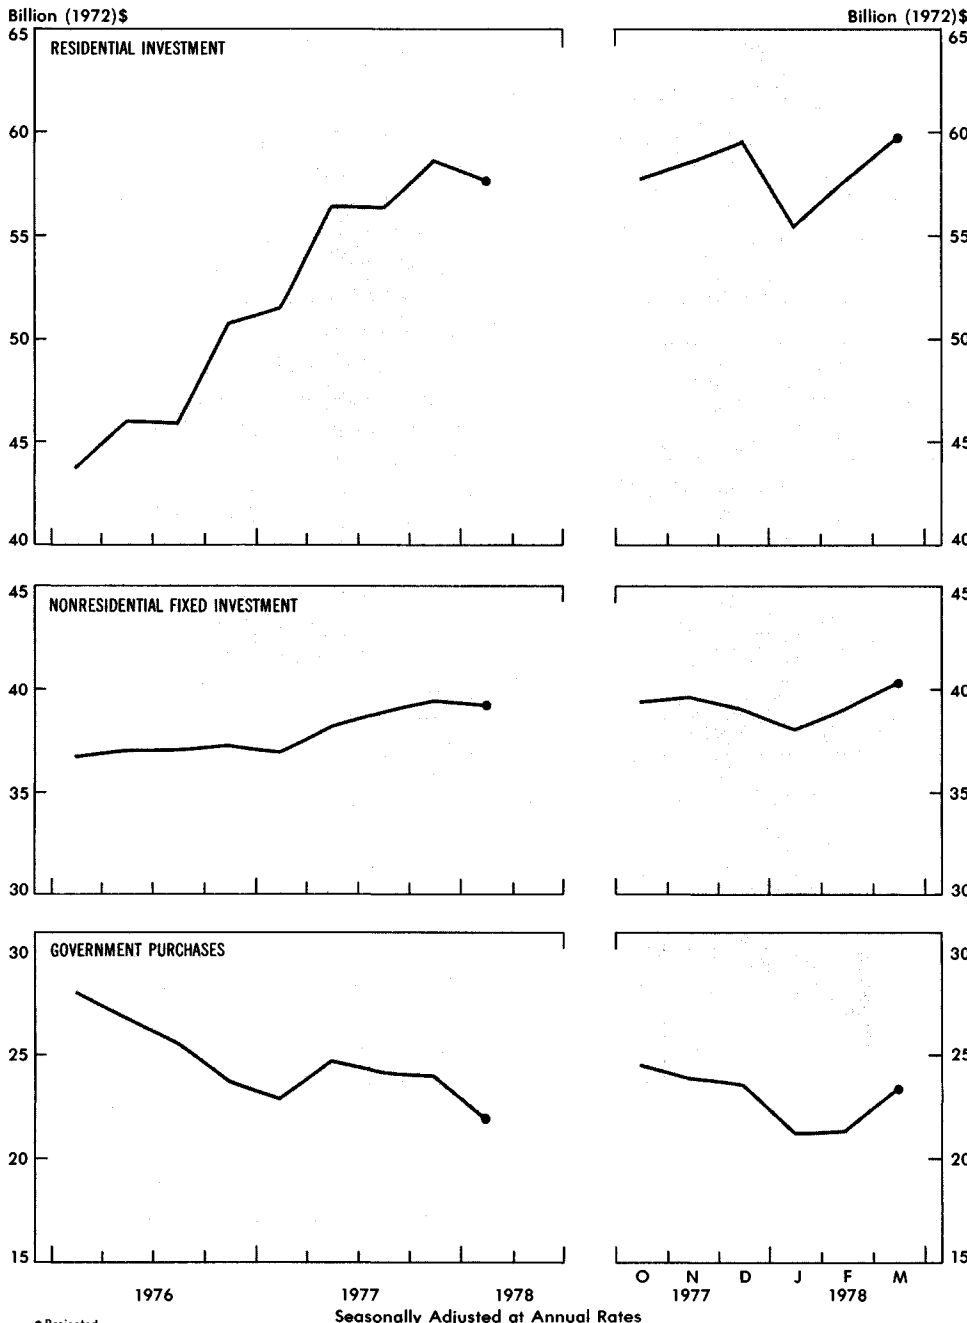 Billion (1972)$ Billion (1972)$
65 65
RESIDENTIAL INVESTMENT
60 60
55 55
50 50
45 45
40 40
45 45
NONRESIDENTIAL FIXED INVESTMENT
40 40
35 35
30 30
30 30
GOVERNMENT PURCHASES
25 25
20 20
15 15
O N D J F M
1976 1977 1978 1977 1978
Seasonally Adjusted at Annual Rates
● Projected